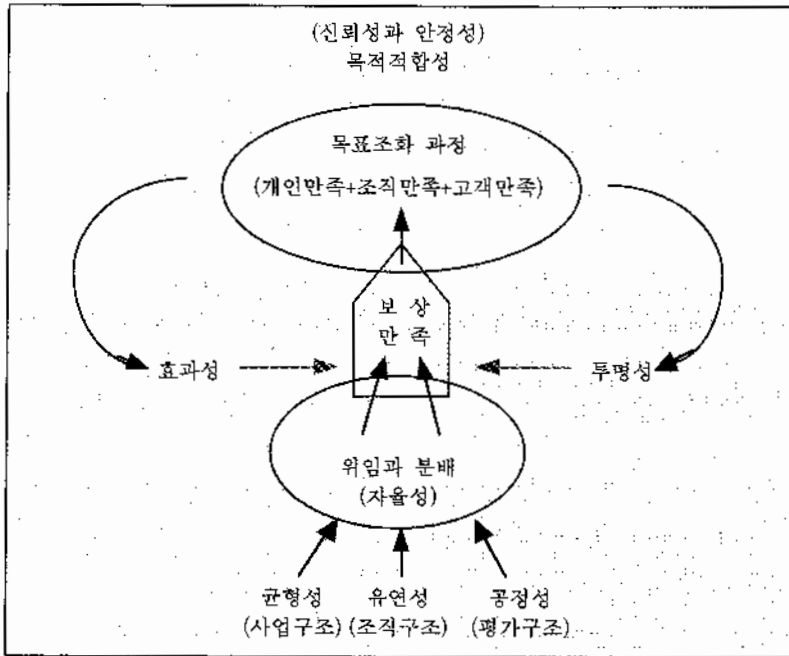 (신뢰성과 안정성)
목적적합성
목표조화 과정
(개인만족+조직만족+고객만족)
보 상
만 족
효과성
투명성
위임과 분배
(자율성)
균형성 유연성 공정성
(사업구조) (조직구조) (평가구조)